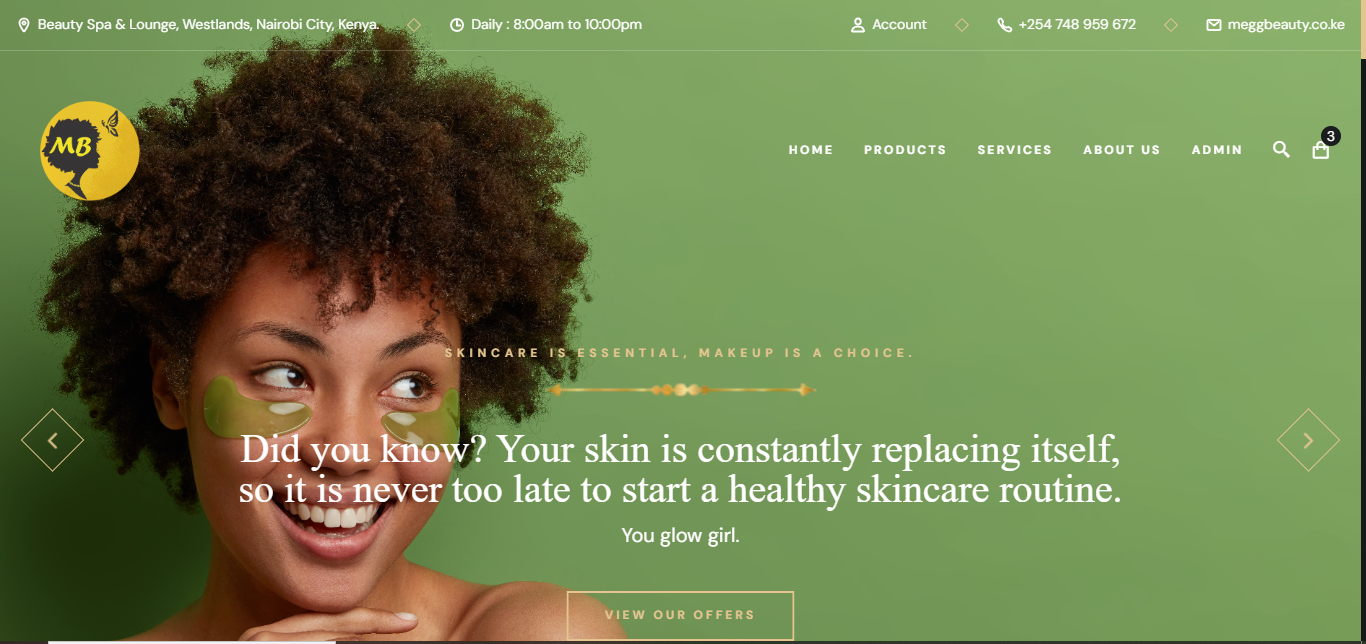 Beauty Spa & Lounge, Westlands, Nairobi City, Kenya.
Daily : 8:00am to 10:00pm
Account
+254 748 959 672
meggbeauty.co.ke
MB
HOME
PRODUCTS
SERVICES
ABOUT US
ADMIN
3
SKINCARE IS ESSENTIAL, MAKEUP IS A CHOICE.
Did you know? Your skin is constantly replacing itself,
so it is never too late to start a healthy skincare routine.
You glow girl.
VIEW OUR OFFERS